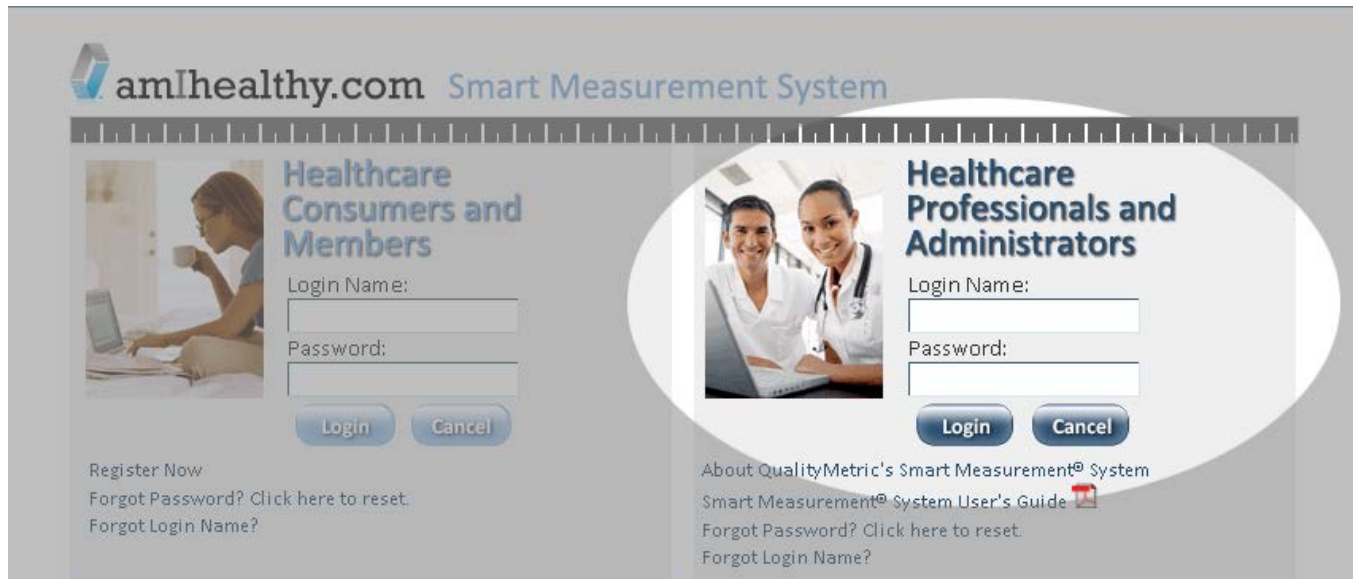 amIhealthy.com Smart Measurement System
Healthcare
Consumers and
Members
Login Name:
Password:
Login Cancel
Register Now
Forgot Password? Click here to reset.
Forgot Login Name?
Healthcare
Professionals and
Administrators
Login Name:
Password:
Login Cancel
About QualityMetric's Smart Measurement® System
Smart Measurement® System User's Guide
Forgot Password? Click here to reset.
Forgot Login Name?